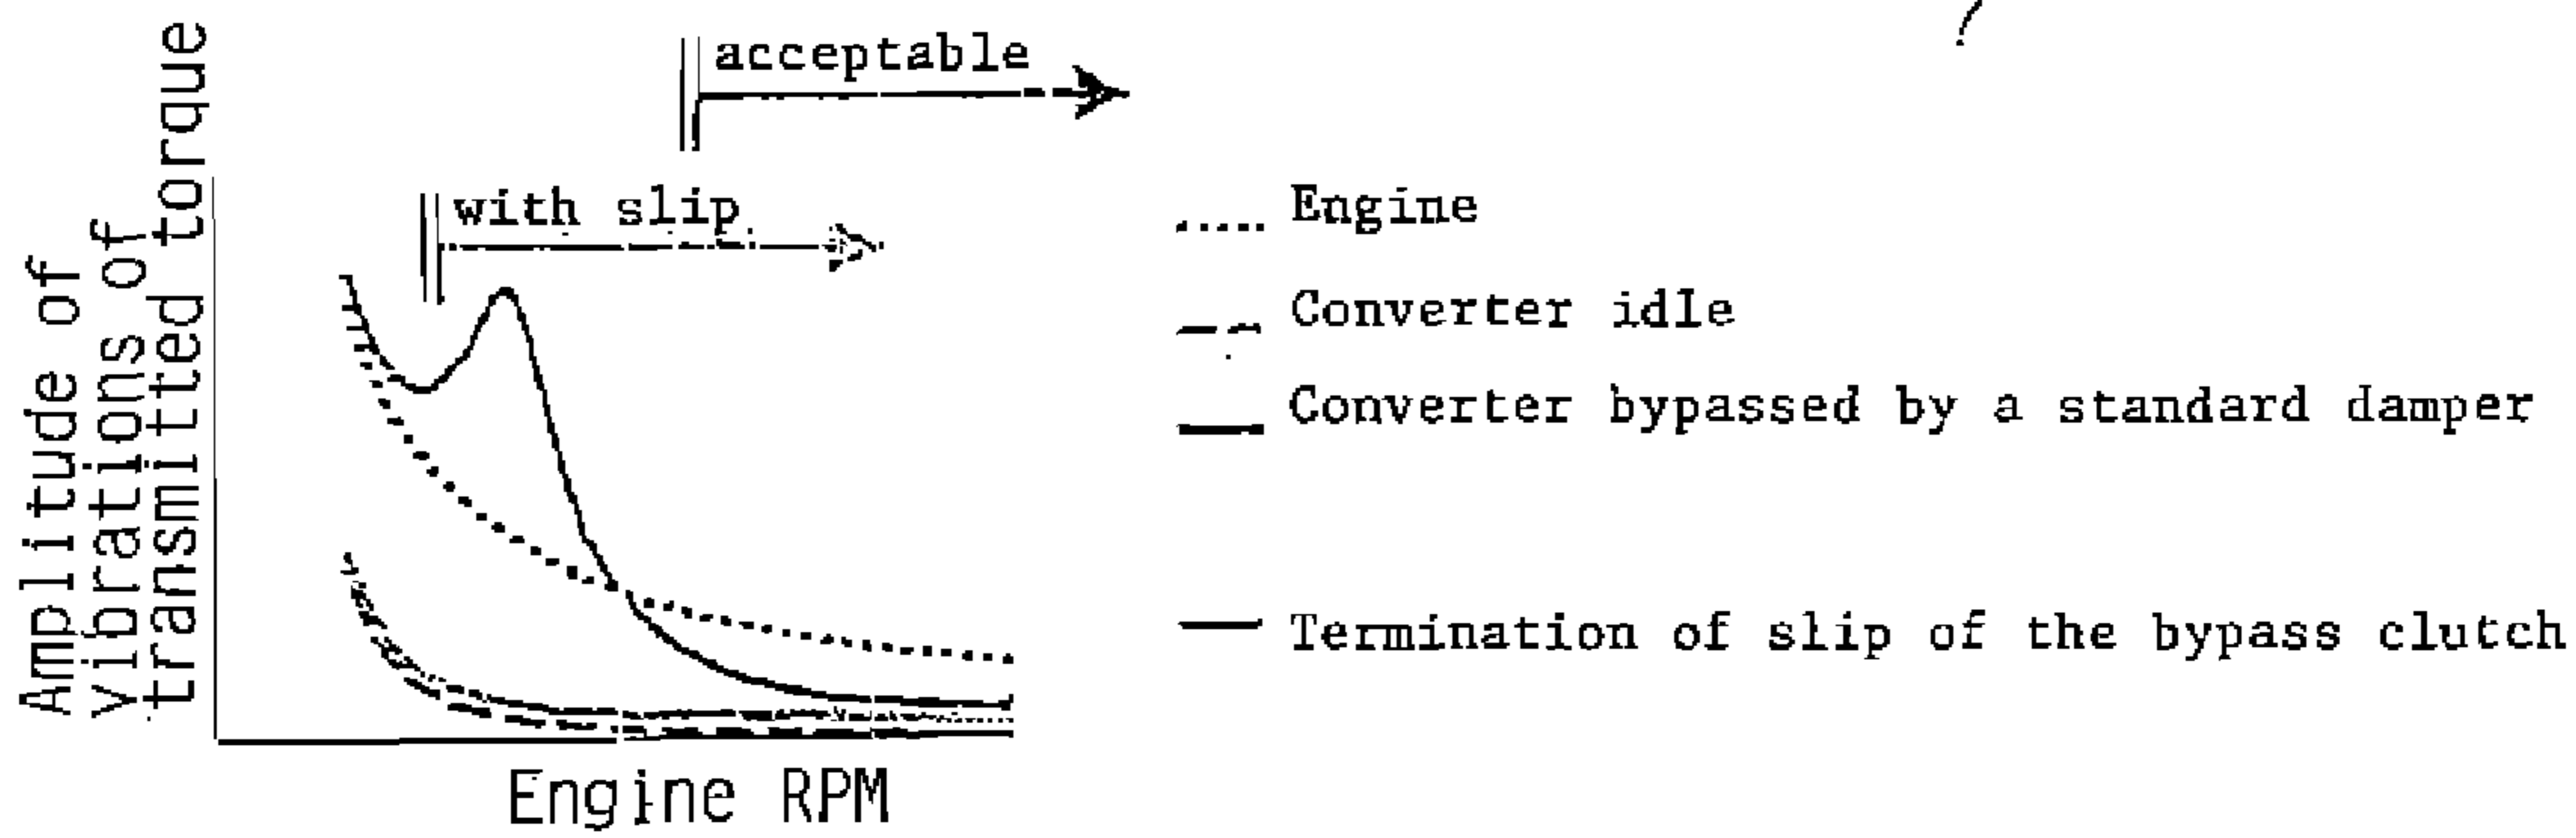 Amplitude of
vibrations of
transmitted torque
acceptable
with slip
Engine
Converter idle
Converter bypassed by a standard damper
Termination of slip of the bypass clutch
Engine RPM